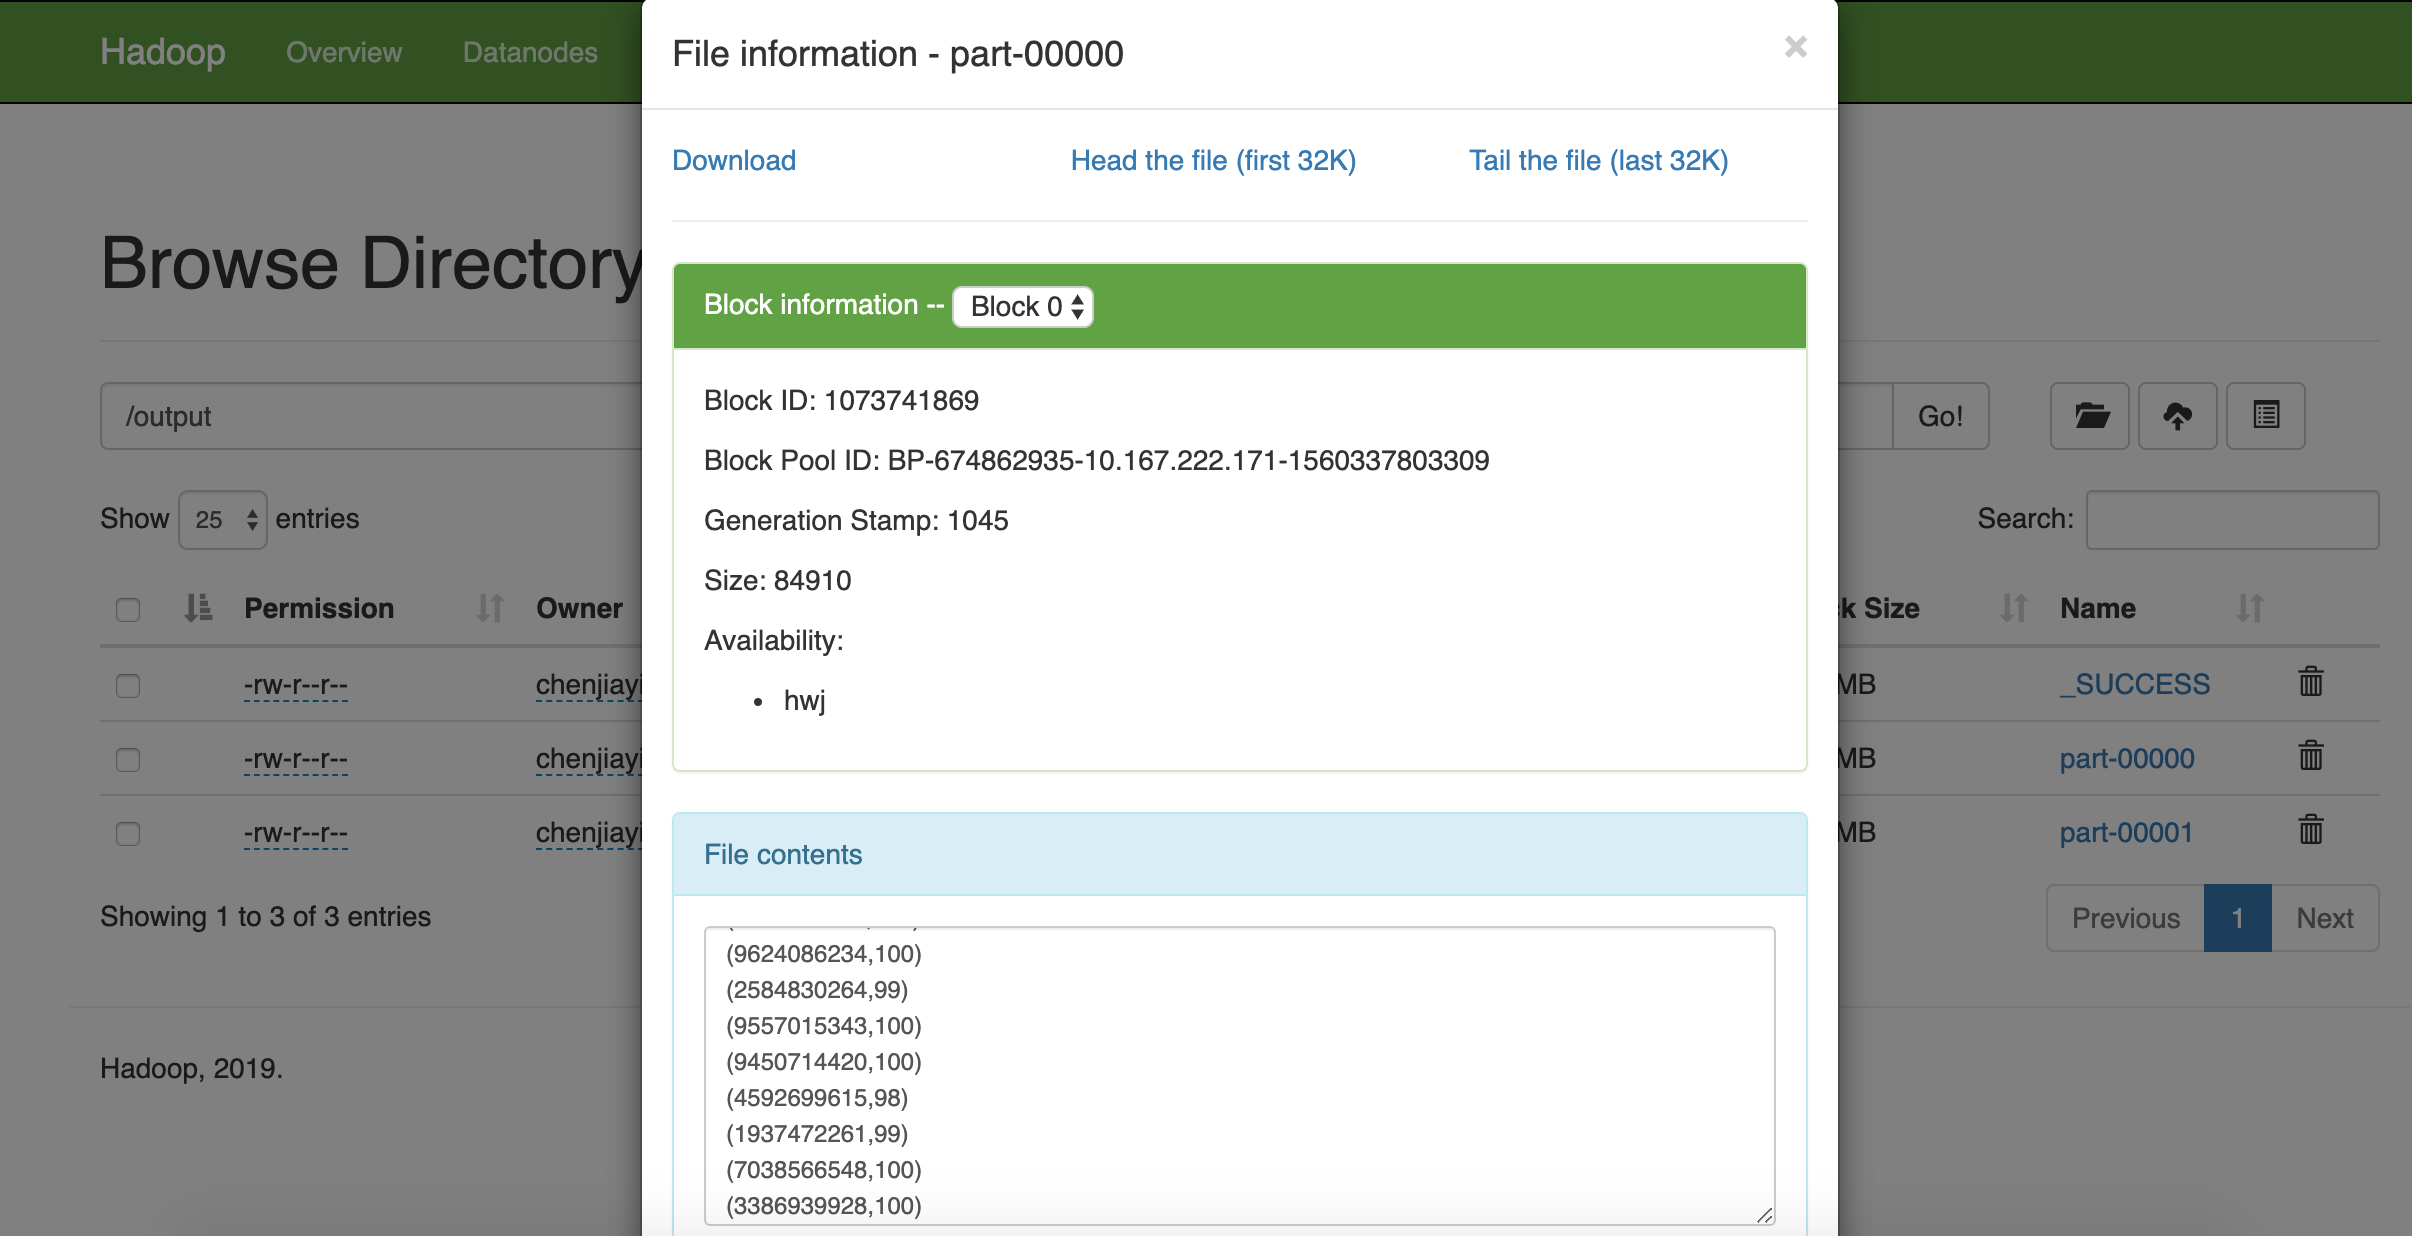 Hadoop Overview Datanodes
File information - part-00000 ×
Download Head the file (first 32K) Tail the file (last 32K)
Browse Directory
Block information -- Block 0
Block ID: 1073741869
/output Go!
Block Pool ID: BP-674862935-10.167.222.171-1560337803309
Show 25 entries Search:
Generation Stamp: 1045
Size: 84910
Permission Owner k Size Name
Availability:
-rw-r--r-- chenjiayi MB _SUCCESS
hwj
-rw-r--r-- chenjiayi MB part-00000
-rw-r--r-- chenjiayi MB part-00001
File contents
Showing 1 to 3 of 3 entries Previous 1 Next
(9624086234,100)
(2584830264,99)
(9557015343,100)
(9450714420,100)
Hadoop, 2019.
(4592699615,98)
(1937472261,99)
(7038566548,100)
(3386939928,100)